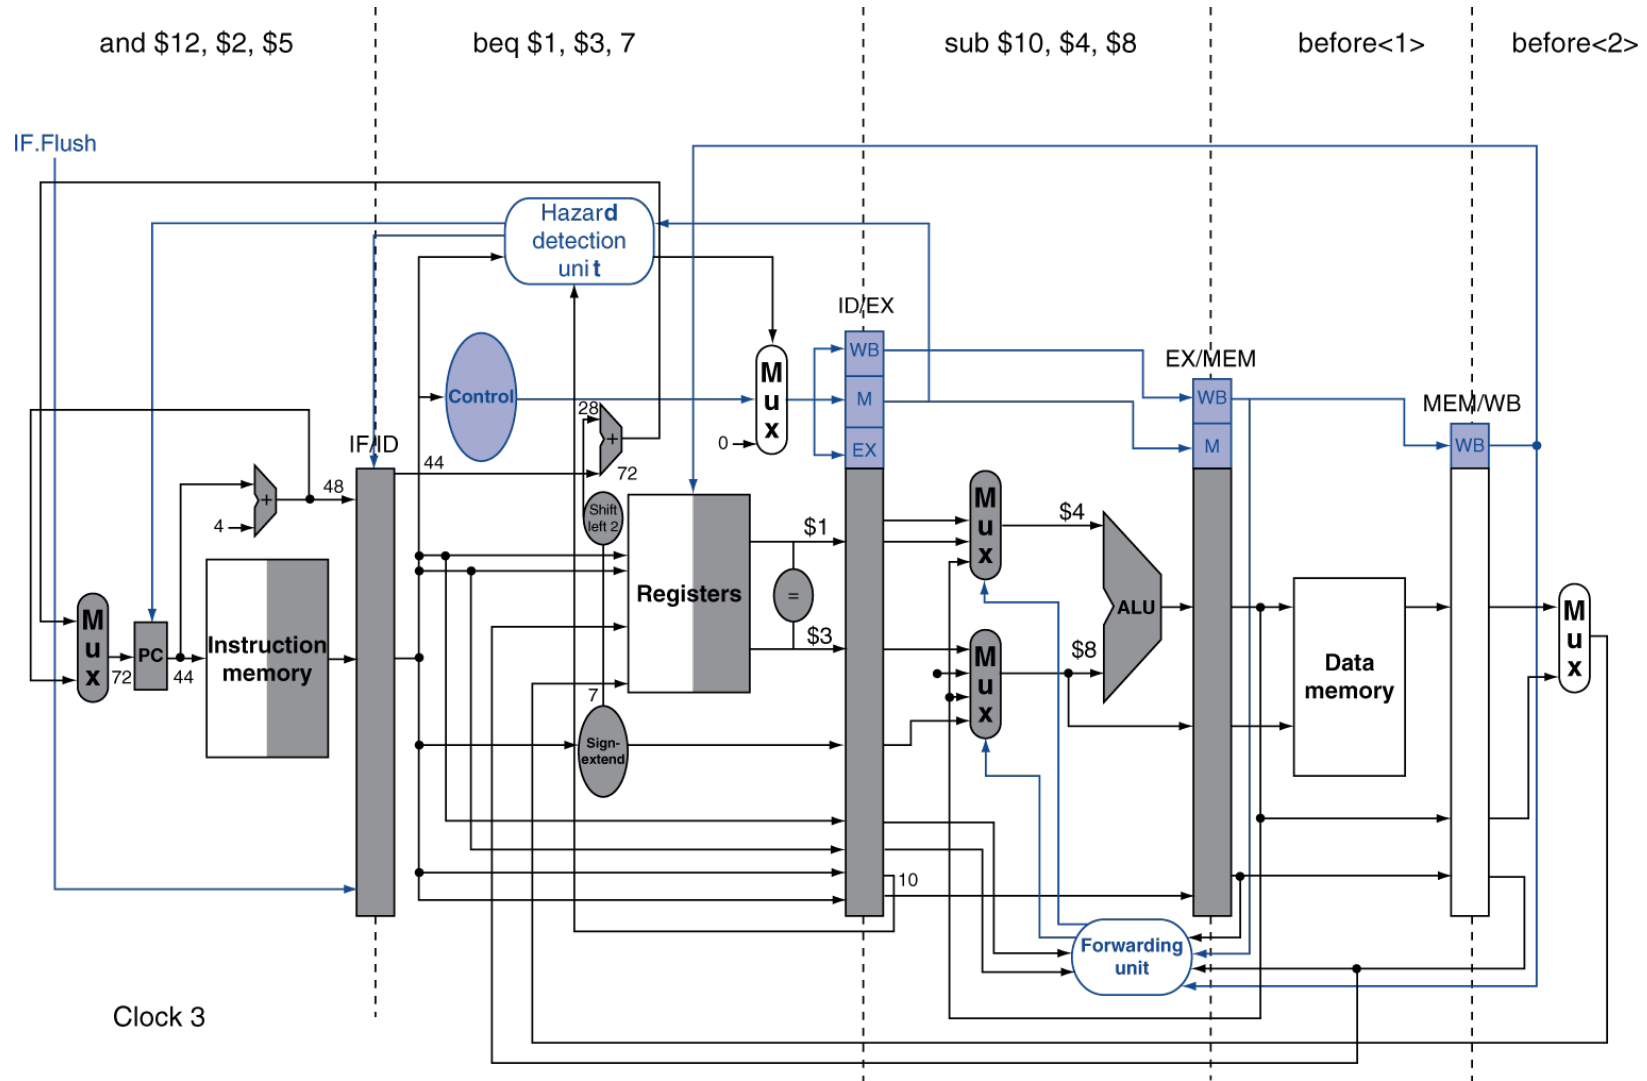 and $12, $2, $5
beq $1, $3, 7
sub $10, $4, $8
before<1>
before<2>
IF.Flush
Hazard
detection
unit
ID/EX
WB
M
EX
EX/MEM
WB
M
MEM/WB
WB
Control
M
u
x
0
28
+
72
IF/ID
44
48
+
4
Shift
left 2
M
u
x
$4
$1
=
$3
Registers
M
u
x
72
PC
44
Instruction
memory
M
u
x
$8
ALU
Data
memory
M
u
x
7
Sign-
extend
10
Forwarding
unit
Clock 3